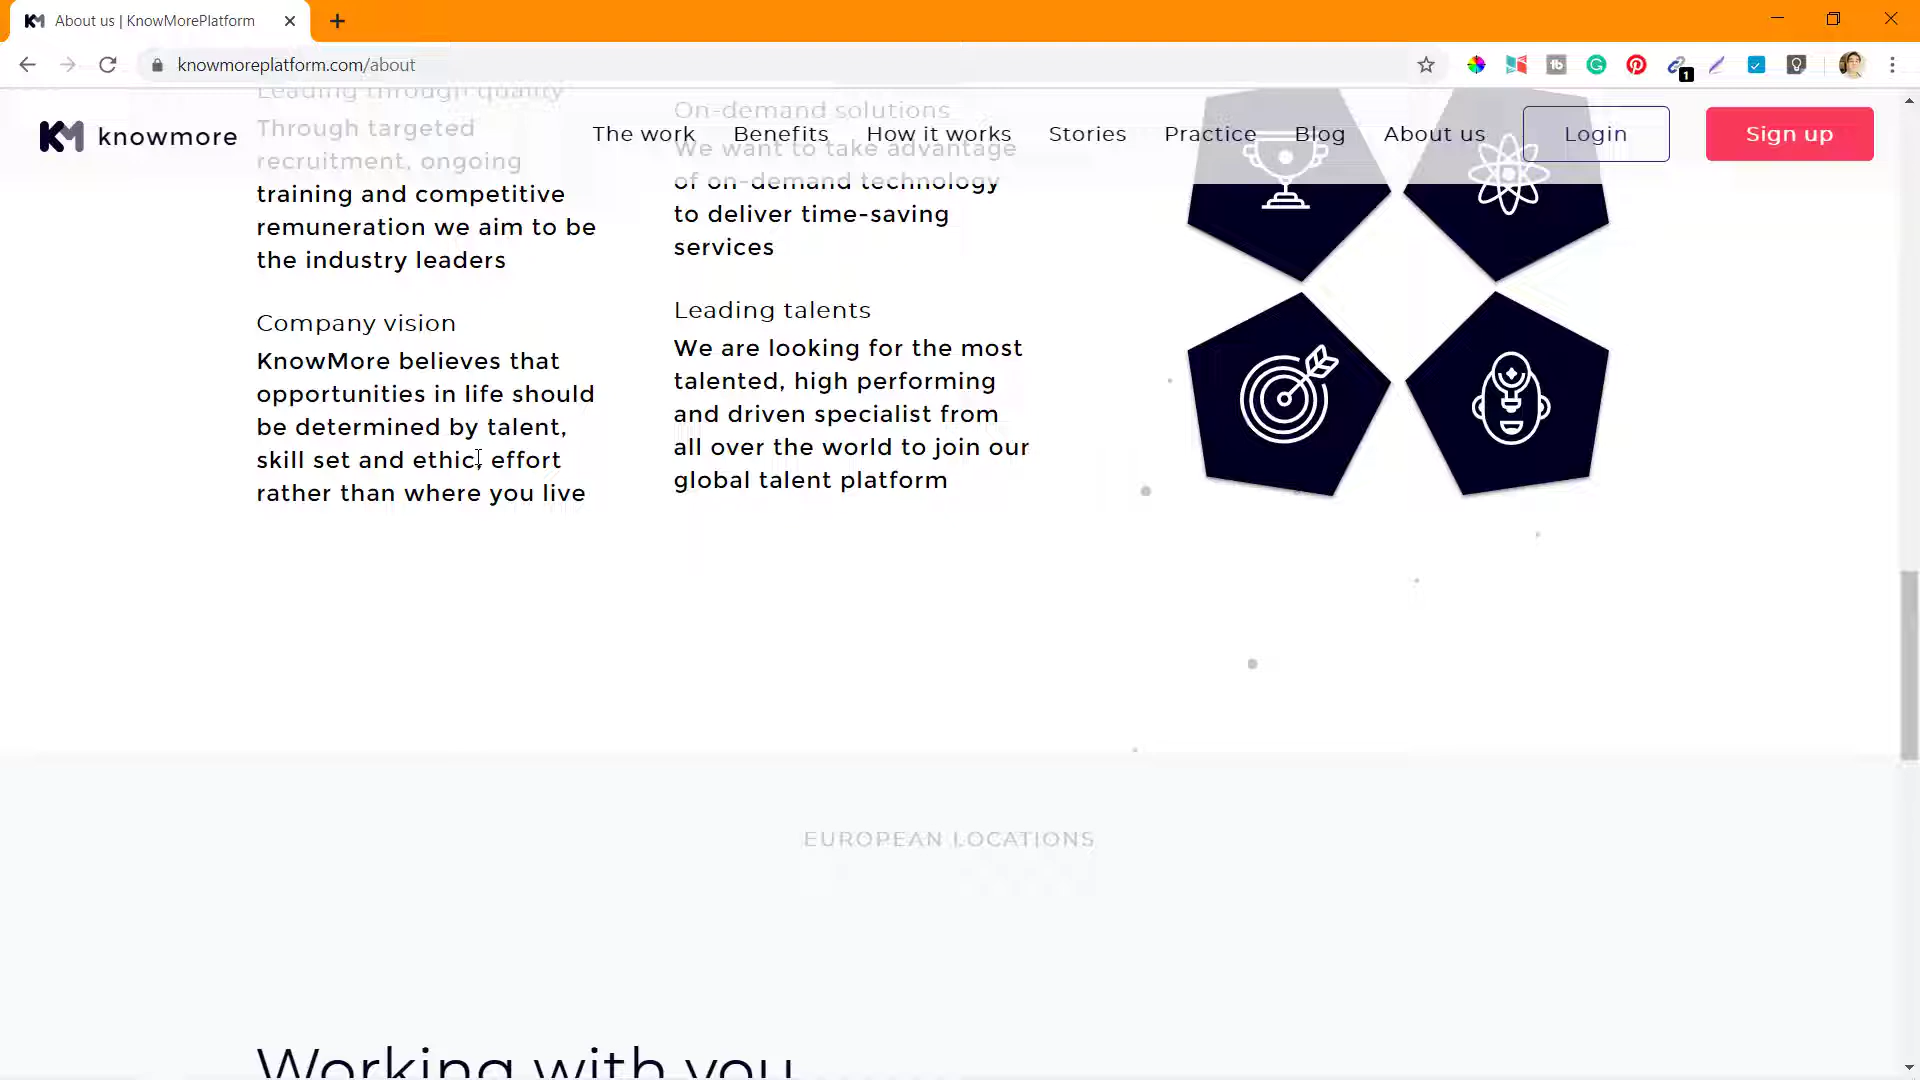 About us | KnowMorePlatform
knowmoreplatform.com/about
1
KM knowmore
The work
Benefits
How it works
Stories
Practice
Blog
About us
Login
Sign up
Leading through quality
Through targeted
recruitment, ongoing
training and competitive
remuneration we aim to be
the industry leaders
Company vision
KnowMore believes that
opportunities in life should
be determined by talent,
skill set and ethic, effort
rather than where you live
On-demand solutions
We want to take advantage
of on-demand technology
to deliver time-saving
services
Leading talents
We are looking for the most
talented, high performing
and driven specialist from
all over the world to join our
global talent platform
EUROPEAN LOCATIONS
Working with you